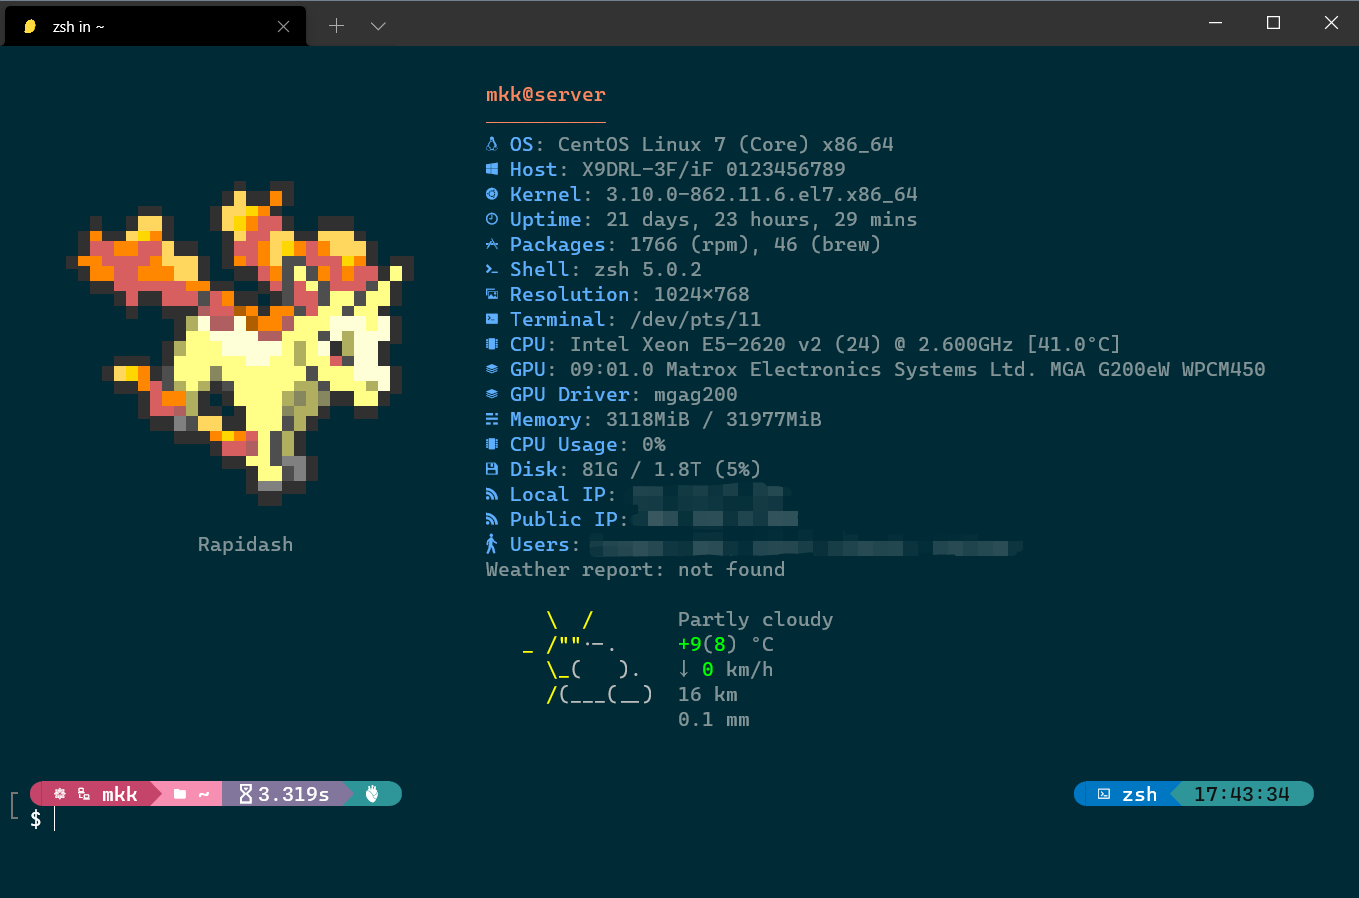 zsh in ~
mkk@server
OS: CentOS Linux 7 (Core) x86_64
Host: X9DRL-3F/iF 0123456789
Kernel: 3.10.0-862.11.6.el7.x86_64
Uptime: 21 days, 23 hours, 29 mins
Packages: 1766 (rpm), 46 (brew)
Shell: zsh 5.0.2
Resolution: 1024×768
Terminal: /dev/pts/11
CPU: Intel Xeon E5-2620 v2 (24) @ 2.600GHz [41.0°C]
GPU: 09:01.0 Matrox Electronics Systems Ltd. MGA G200eW WPCM450
GPU Driver: mgag200
Memory: 3118MiB / 31977MiB
CPU Usage: 0%
Disk: 81G / 1.8T (5%)
Local IP:
Public IP:
Users:
Rapidash
Weather report: not found
Partly cloudy
+9(8) °C
↓ 0 km/h
16 km
0.1 mm
mkk ~ 3.319s zsh 17:43:34
$